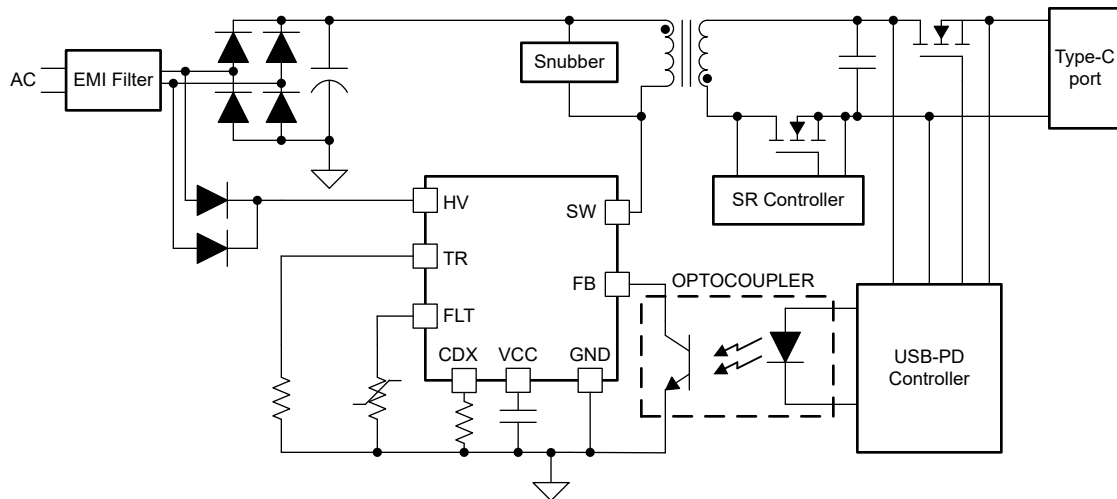 AC
EMI Filter
Snubber
Type-C
port
SR Controller
HV
SW
TR
FB
OPTOCOUPLER
FLT
CDX
VCC
GND
USB-PD
Controller